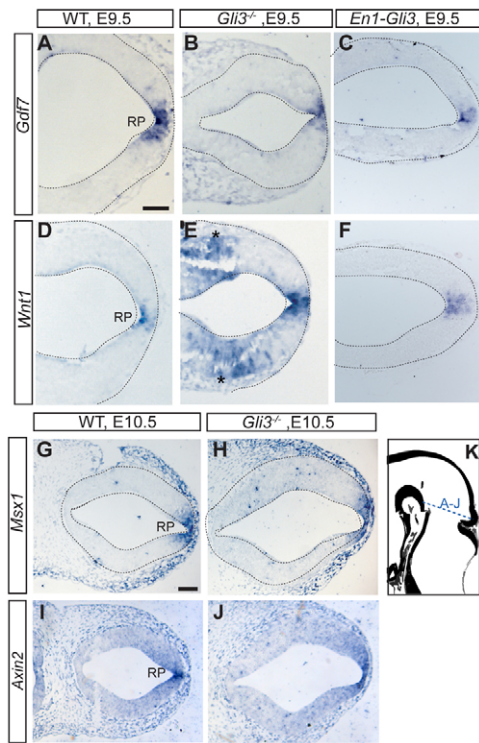 WT, E9.5
Gli3-/- ,E9.5
En1-Gli3, E9.5
Gdf7
A
RP
B
C
Wnt1
D
RP
E
*
*
F
WT, E10.5
Gli3-/- ,E10.5
Msx1
G
RP
H
K
A-J
Axin2
I
RP
J